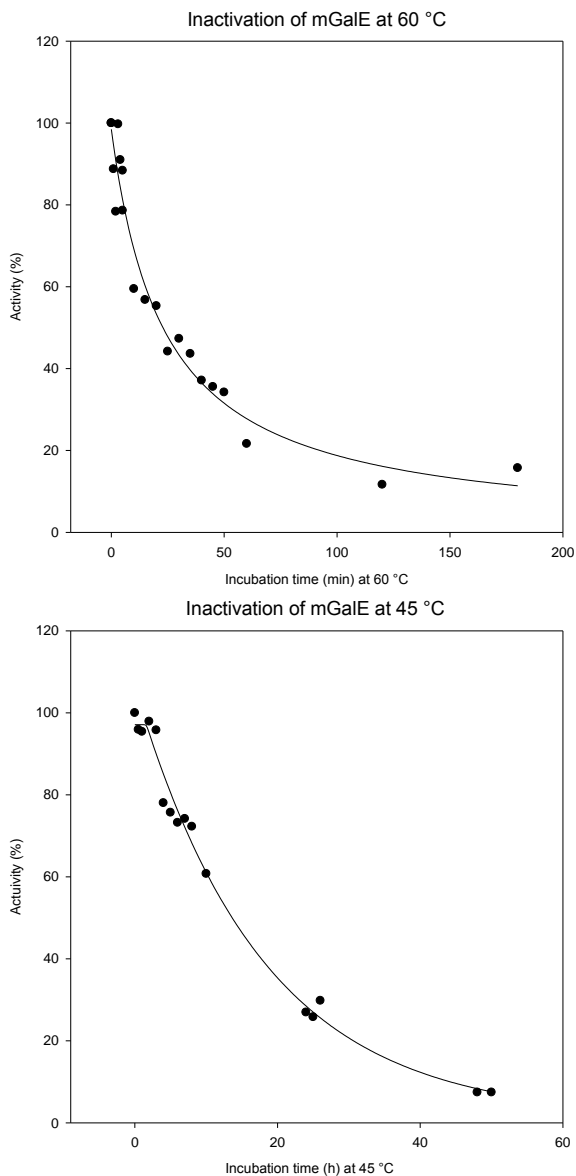 Inactivation of mGalE at 60 °C
120
100
80
60
40
20
0
Activity (%)
0 50 100 150 200
Incubation time (min) at 60 °C
Inactivation of mGalE at 45 °C
120
100
80
60
40
20
0
Actuivity (%)
0 20 40 60
Incubation time (h) at 45 °C